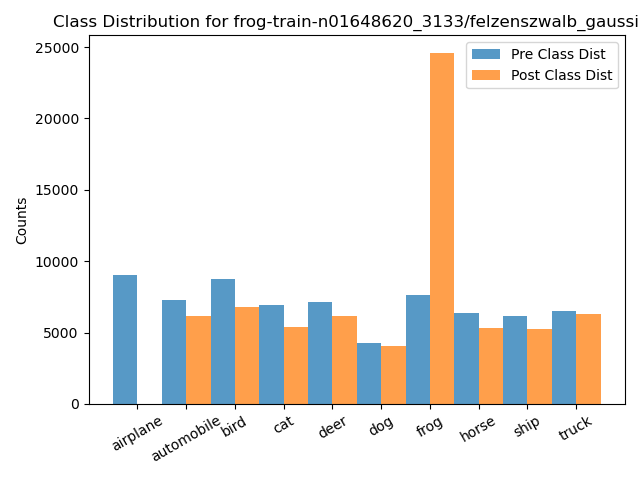 Class Distribution for frog-train-n01648620_3133/felzenszwalb_gaussi
Pre Class Dist
Post Class Dist
Counts
25000
20000
15000
10000
5000
0
airplane
automobile
bird
cat
deer
dog
frog
horse
ship
truck